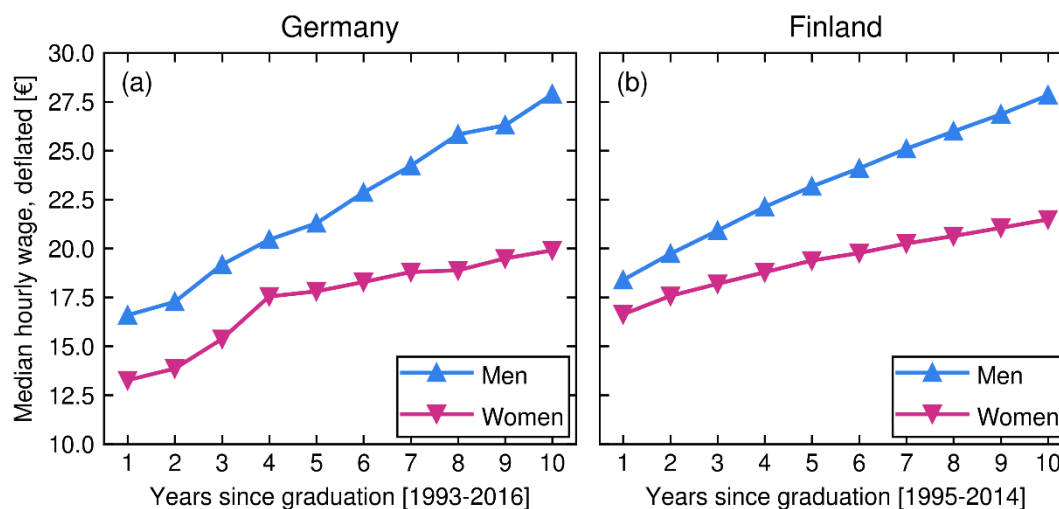 Germany
Finland
Median hourly wage, deflated [€]
30.0
27.5
25.0
22.5
20.0
17.5
15.0
12.5
10.0
(a)
Men
Women
1 2 3 4 5 6 7 8 9 10
Years since graduation [1993-2016]
(b)
Men
Women
1 2 3 4 5 6 7 8 9 10
Years since graduation [1995-2014]